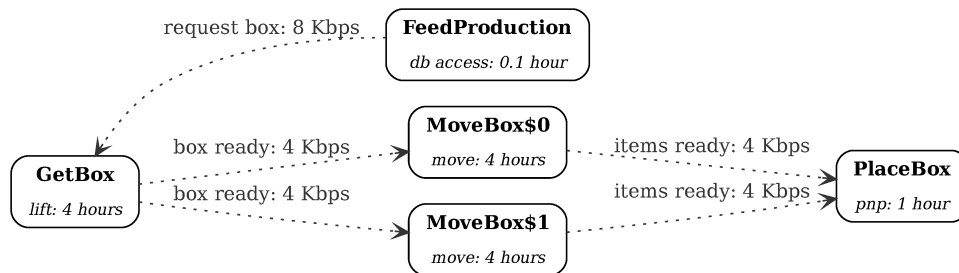 request box: 8 Kbps
FeedProduction
db access: 0.1 hour
MoveBox$0
move: 4 hours
box ready: 4 Kbps
items ready: 4 Kbps
GetBox
lift: 4 hours
box ready: 4 Kbps
items ready: 4 Kbps
PlaceBox
pnp: 1 hour
MoveBox$1
move: 4 hours